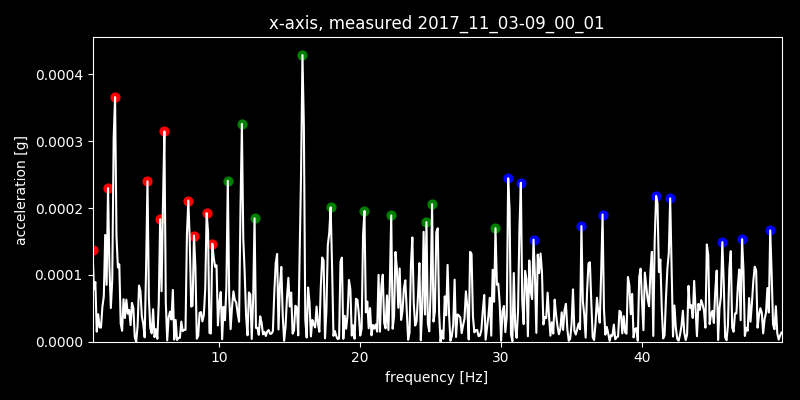 x-axis, measured 2017_11_03-09_00_01
0.0004
0.0003
0.0002
0.0001
0.0000
acceleration [g]
10 20 30 40
frequency [Hz]